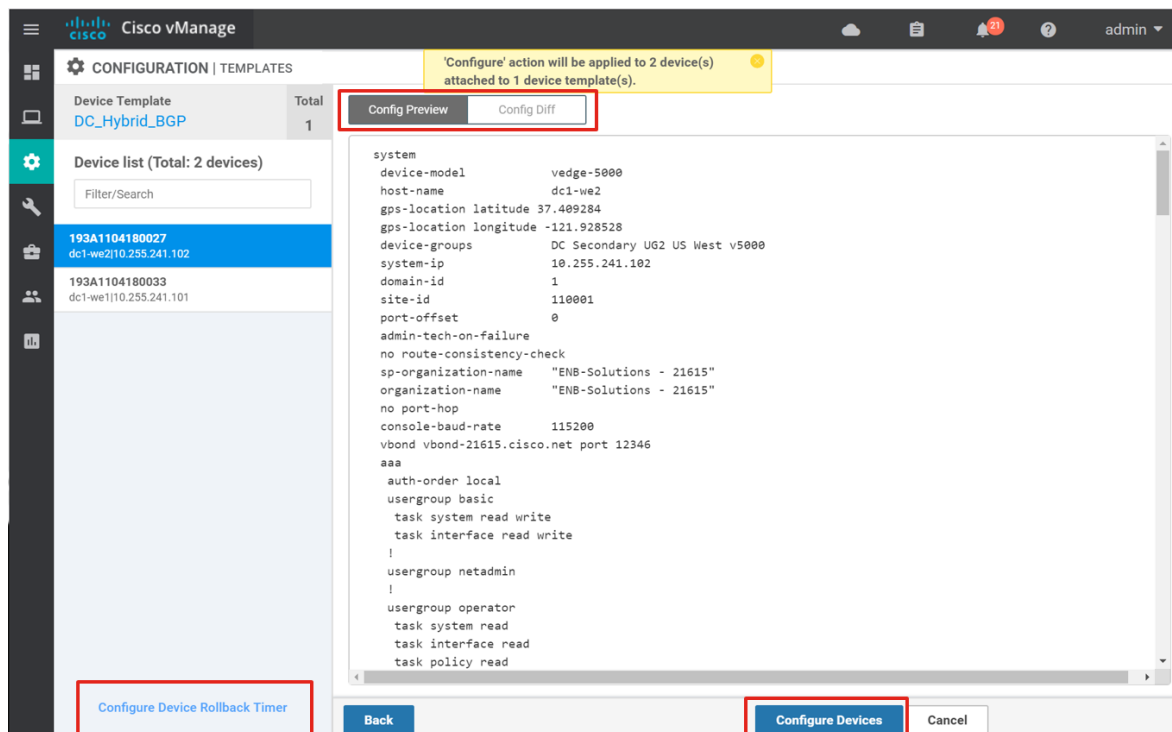 cisco Cisco vManage
21
admin
CONFIGURATION | TEMPLATES
'Configure' action will be applied to 2 device(s)
attached to 1 device template(s).
Device Template
Total
DC_Hybrid_BGP
1
Device list (Total: 2 devices)
Filter/Search
193A1104180027
dc1-we2|10.255.241.102
193A1104180033
dc1-we1|10.255.241.101
Configure Device Rollback Timer
Config Preview
Config Diff
system
device-model vedge-5000
host-name dc1-we2
gps-location latitude 37.409284
gps-location longitude -121.928528
device-groups DC Secondary UG2 US West v5000
system-ip 10.255.241.102
domain-id 1
site-id 110001
port-offset 0
admin-tech-on-failure
no route-consistency-check
sp-organization-name "ENB-Solutions - 21615"
organization-name "ENB-Solutions - 21615"
no port-hop
console-baud-rate 115200
vbond vbond-21615.cisco.net port 12346
aaa
auth-order local
usergroup basic
task system read write
task interface read write
!
usergroup netadmin
!
usergroup operator
task system read
task interface read
task policy read
Back
Configure Devices
Cancel